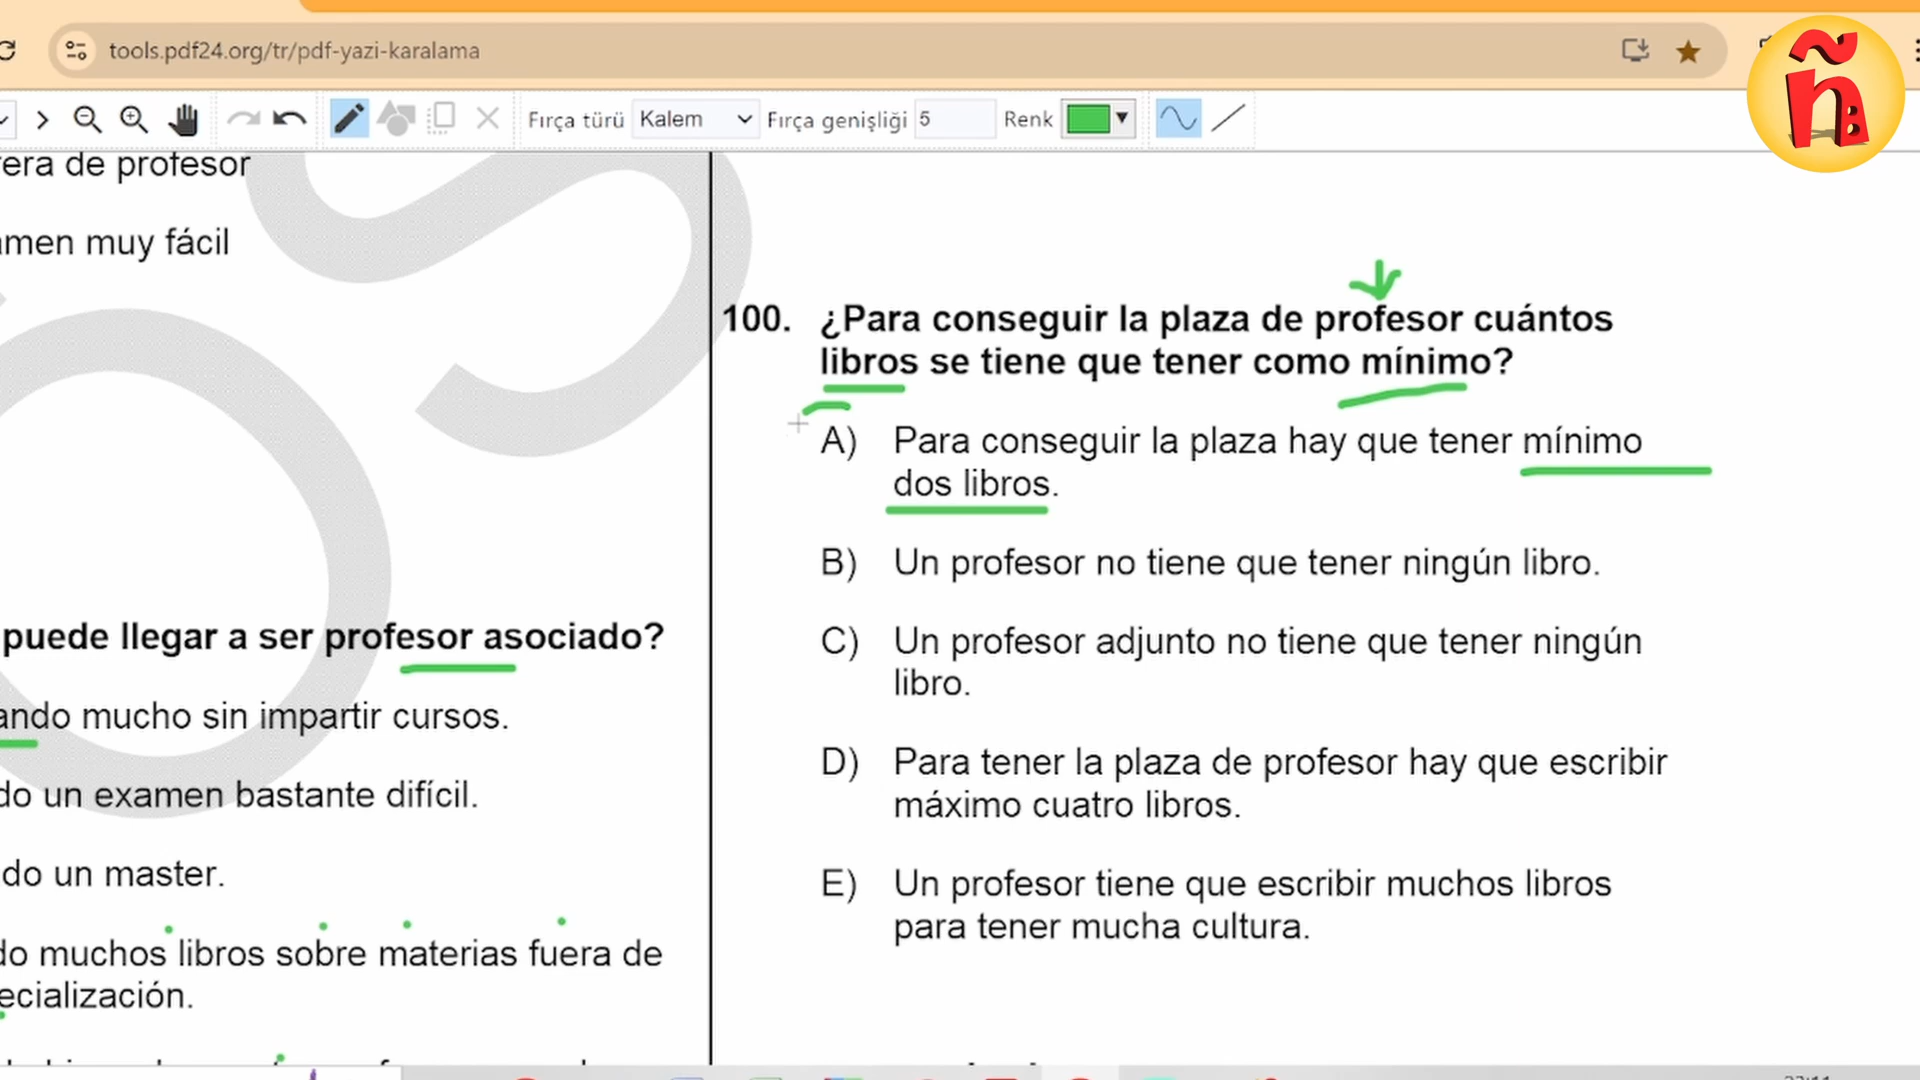 tools.pdf24.org/tr/pdf-yazi-karalama
ñ
Fırça türü Kalem Fırça genişliği 5 Renk
era de profesor
men muy fácil
puede llegar a ser profesor asociado?
ando mucho sin impartir cursos.
do un examen bastante difícil.
do un master.
do muchos libros sobre materias fuera de
ecialización.
100. ¿Para conseguir la plaza de profesor cuántos
libros se tiene que tener como mínimo?
A) Para conseguir la plaza hay que tener mínimo
dos libros.
B) Un profesor no tiene que tener ningún libro.
C) Un profesor adjunto no tiene que tener ningún
libro.
D) Para tener la plaza de profesor hay que escribir
máximo cuatro libros.
E) Un profesor tiene que escribir muchos libros
para tener mucha cultura.